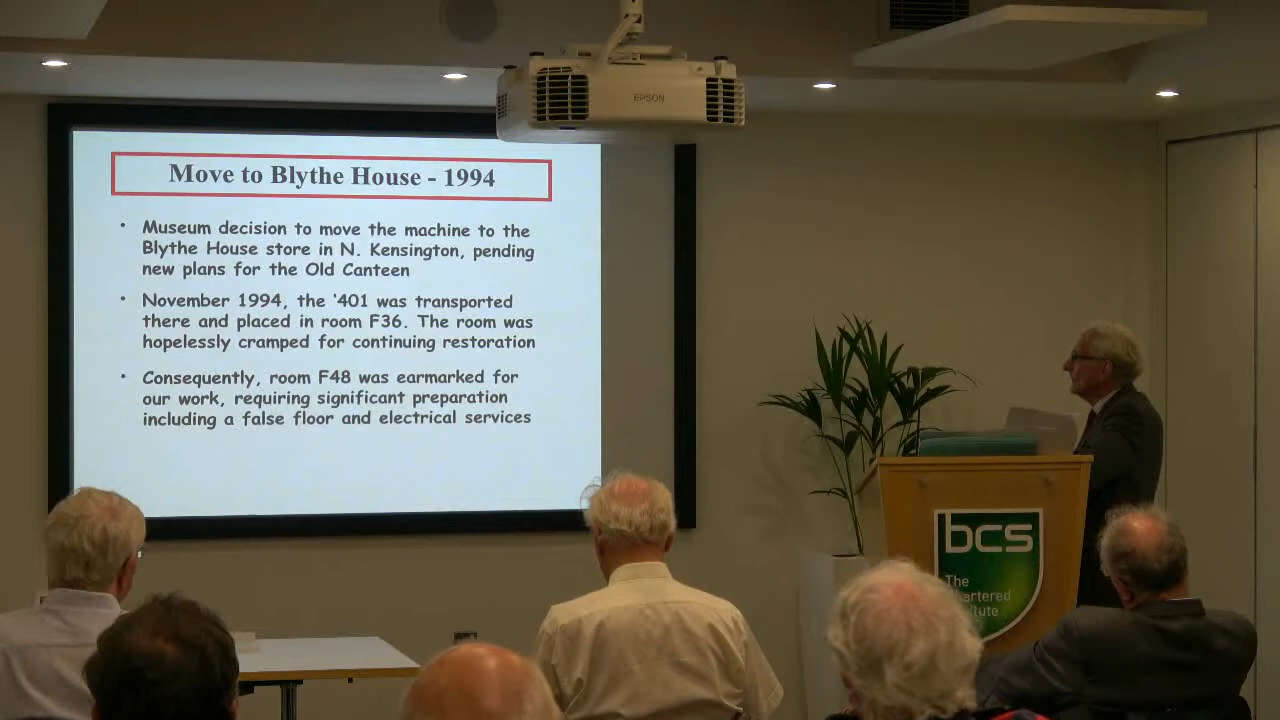 EPSON
Move to Blythe House - 1994
• Museum decision to move the machine to the
Blythe House store in N. Kensington, pending
new plans for the Old Canteen
• November 1994, the '401 was transported
there and placed in room F36. The room was
hopelessly cramped for continuing restoration
• Consequently, room F48 was earmarked for
our work, requiring significant preparation
including a false floor and electrical services
bcs
The